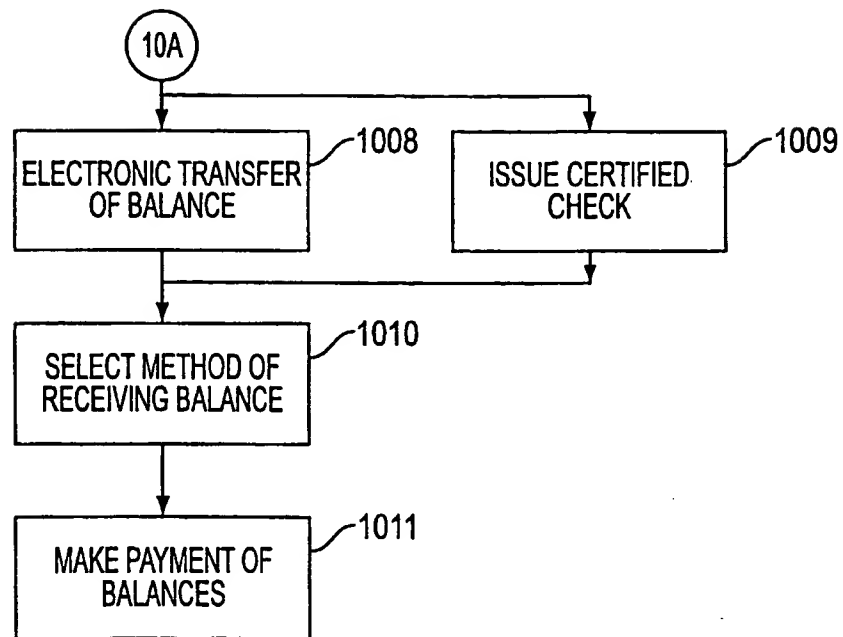 10A
ELECTRONIC TRANSFER
OF BALANCE
1008
ISSUE CERTIFIED
CHECK
1009
SELECT METHOD OF
RECEIVING BALANCE
1010
MAKE PAYMENT OF
BALANCES
1011